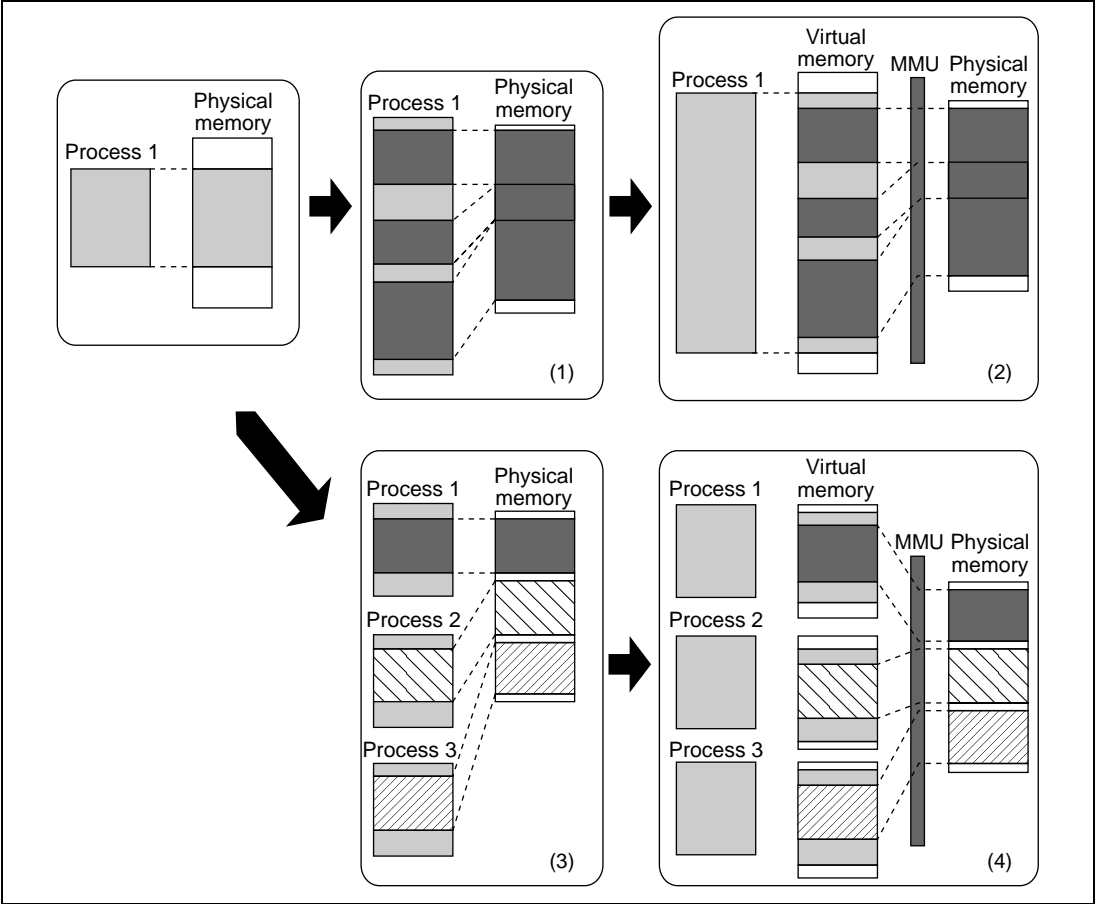 Physical
memory
Process 1
Process 1
Physical
memory
(1)
Virtual
memory
Process 1
MMU
Physical
memory
(2)
Process 1
Physical
memory
Process 2
Process 3
(3)
Process 1
Virtual
memory
MMU
Physical
memory
Process 2
Process 3
(4)